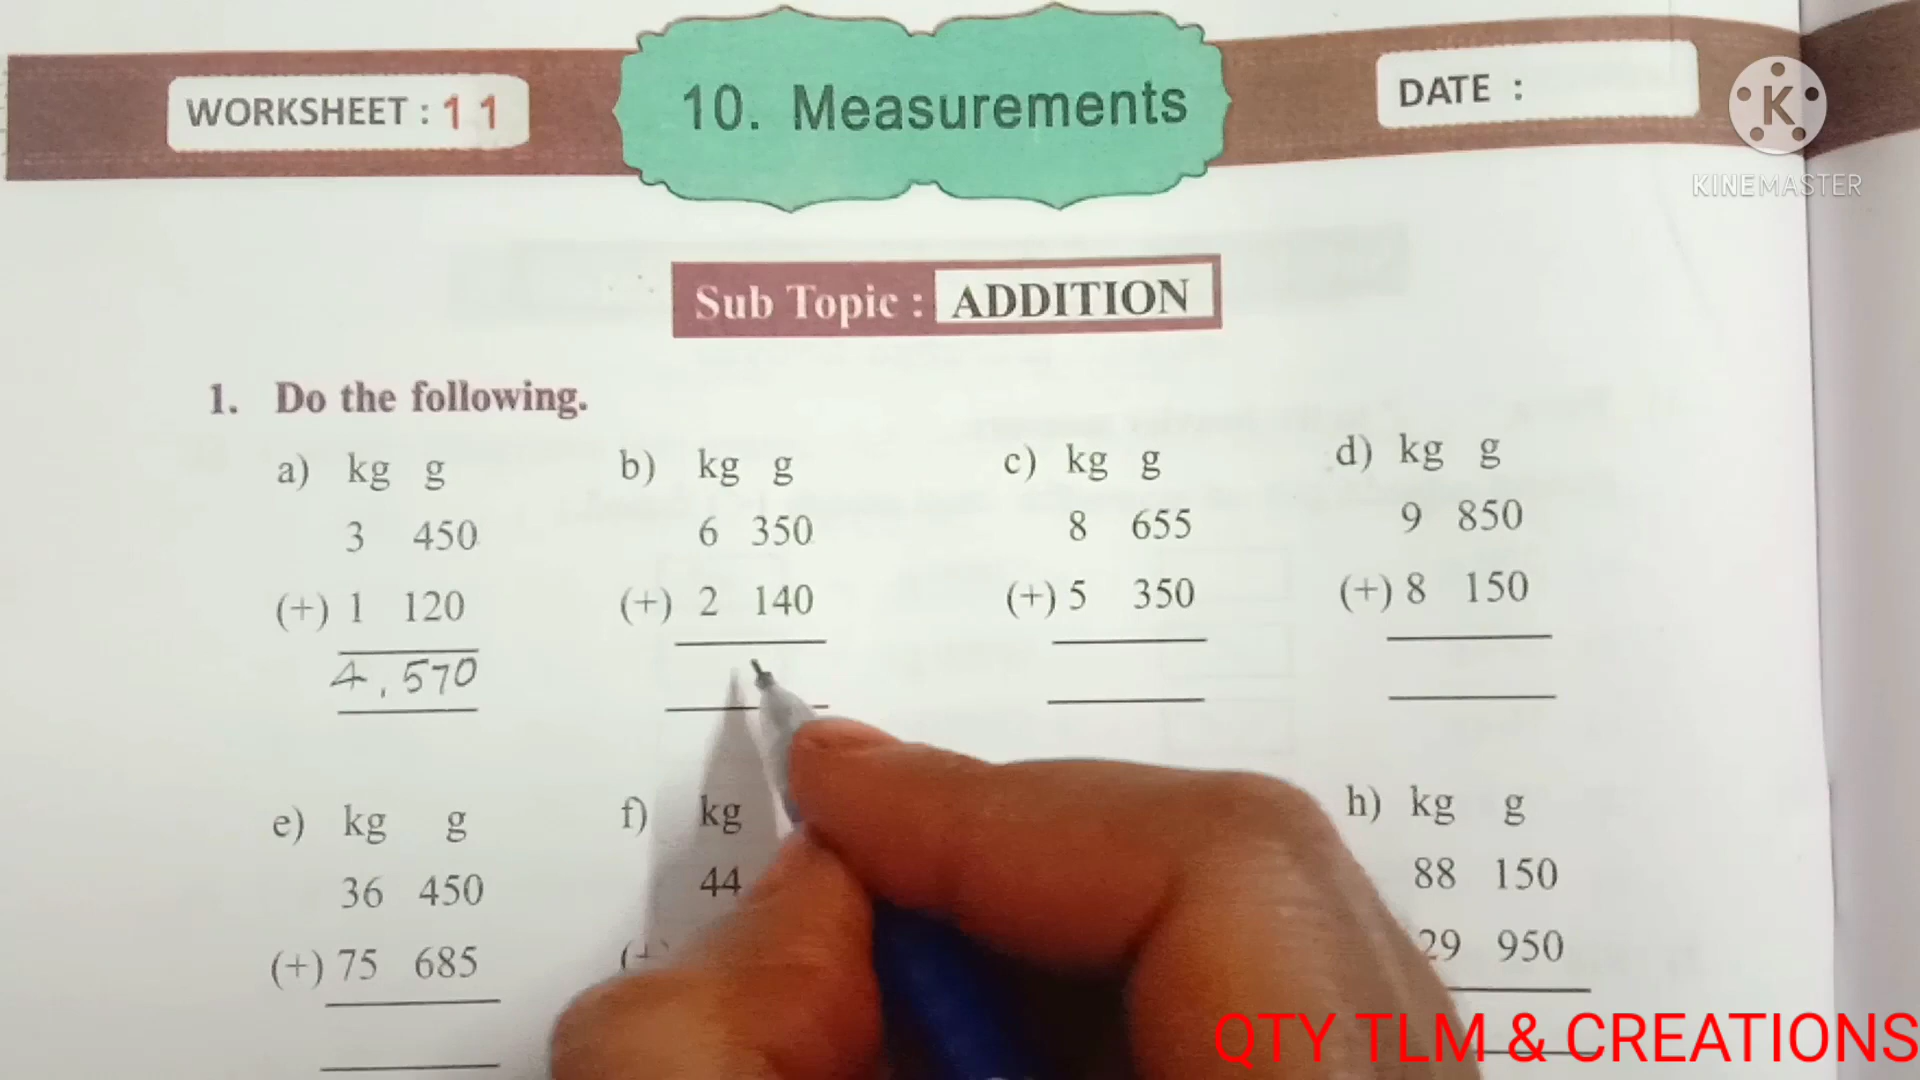 WORKSHEET : 11
10. Measurements
DATE :
K
KINEMASTER
Sub Topic : ADDITION
1. Do the following.
a) kg g b) kg g c) kg g d) kg g
3 450 6 350 8 655 9 850
(+) 1 120 (+) 2 140 (+) 5 350 (+) 8 150
4,570
e) kg g f) kg h) kg g
36 450 44 88 150
(+) 75 685 29 950
QTY TLM & CREATIONS